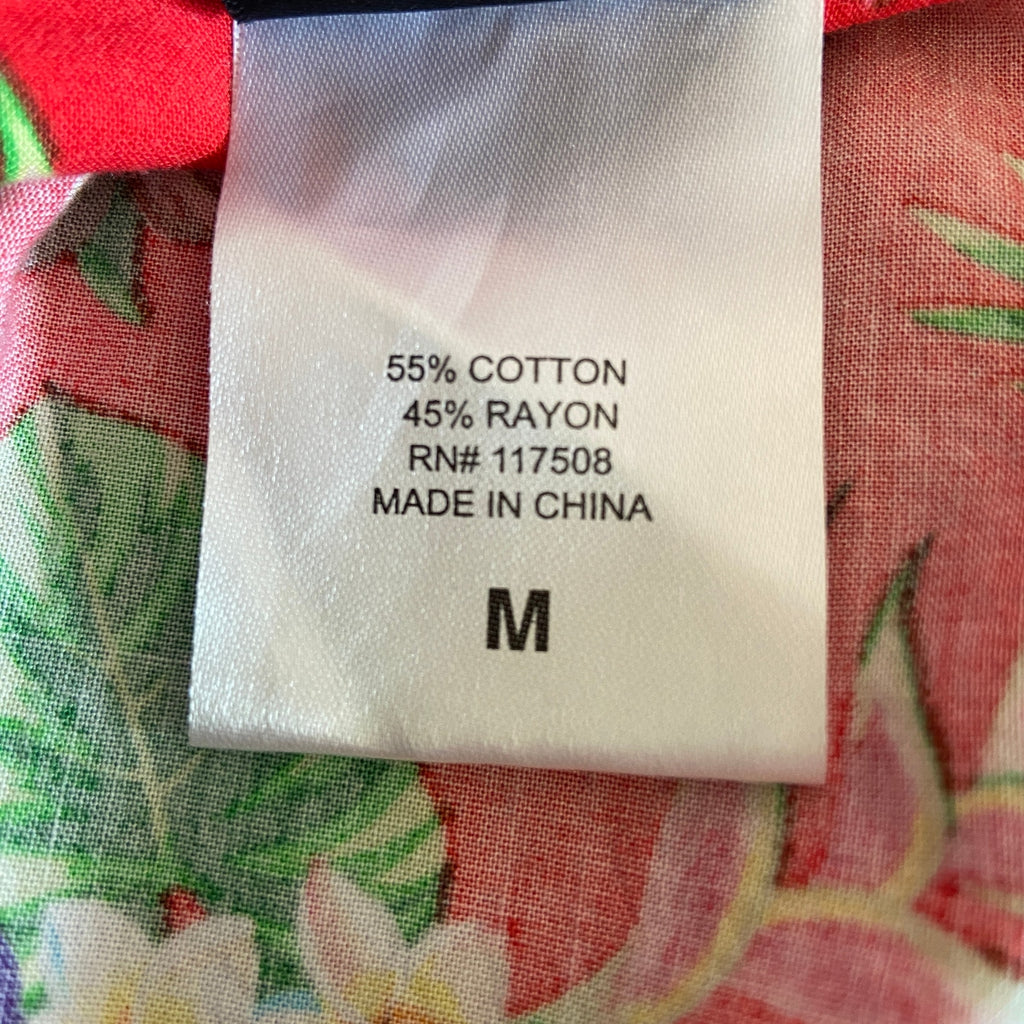 55% COTTON
45% RAYON
RN# 117508
MADE IN CHINA
M